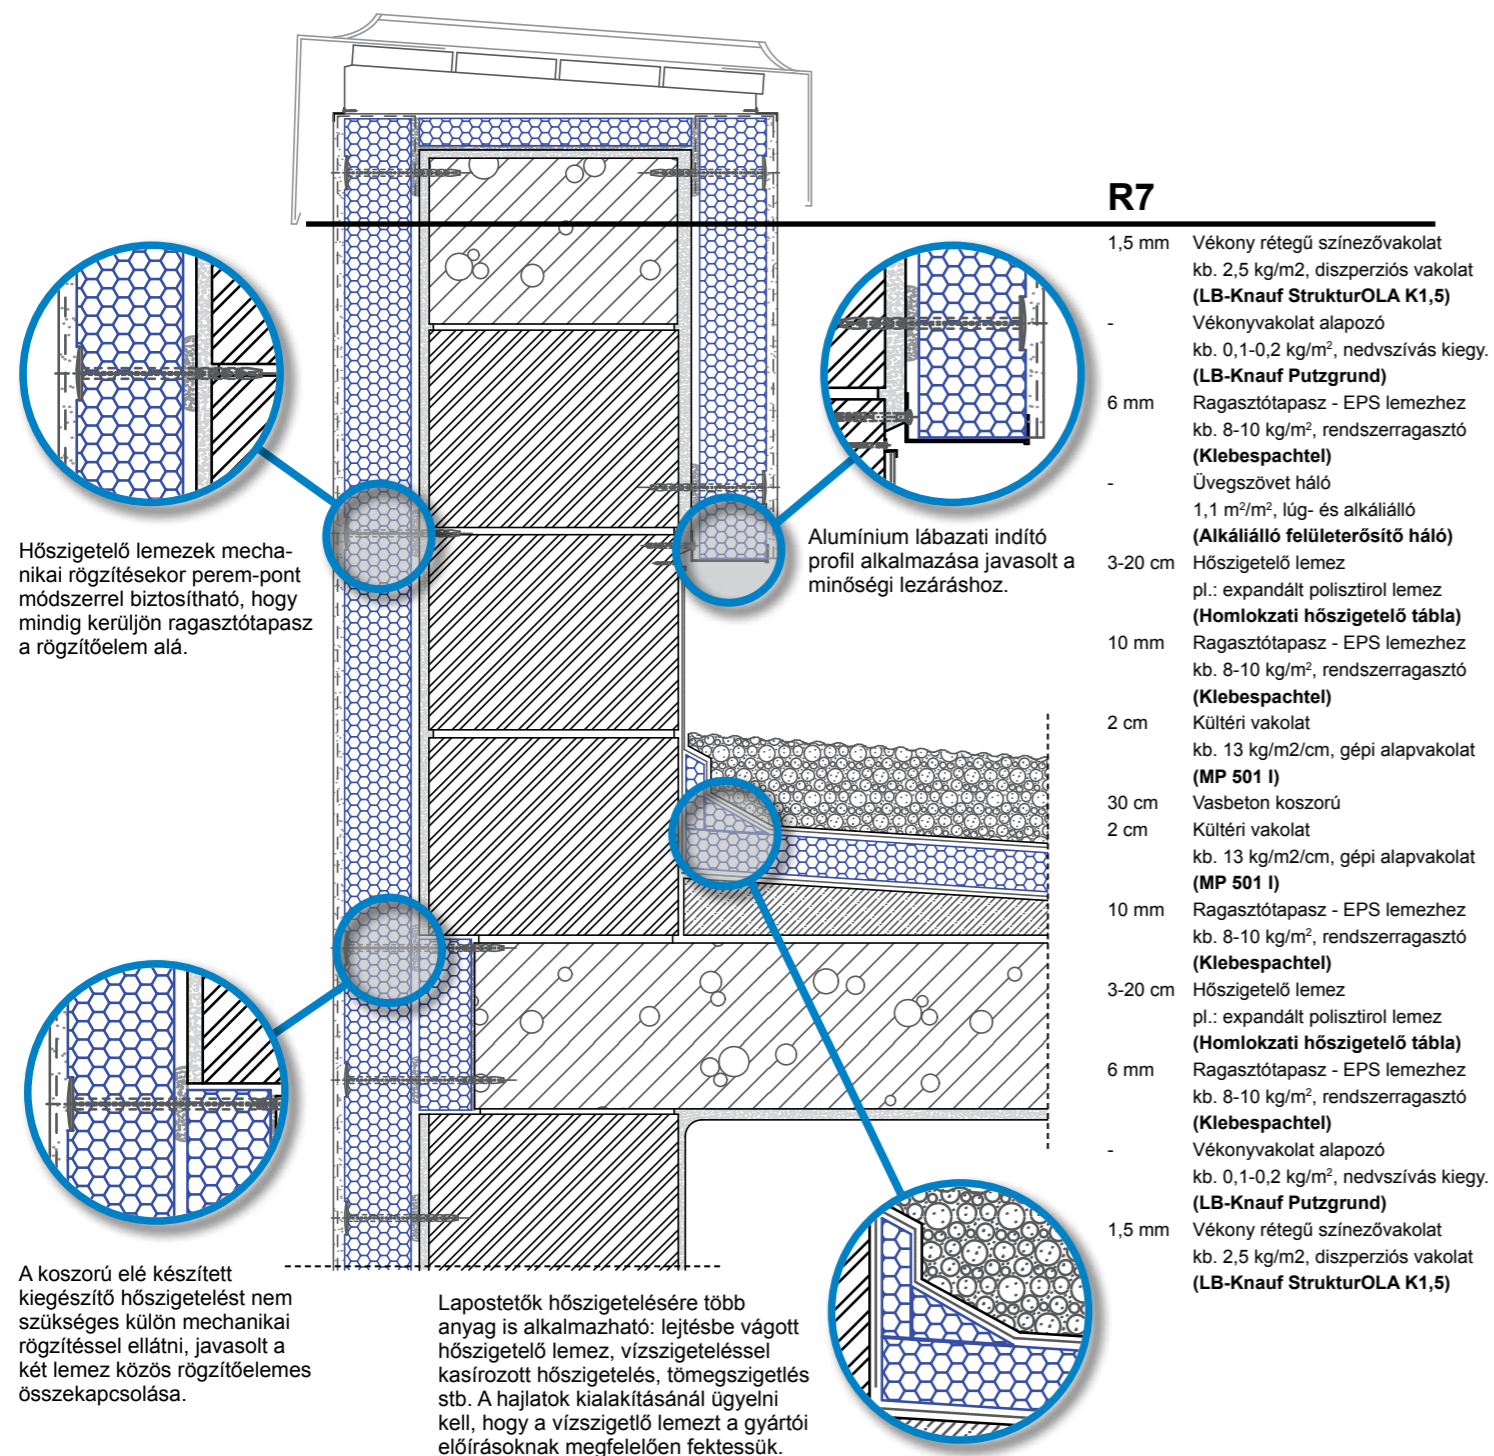 R7
1,5 mm Vékony rétegű színezővakolat
kb. 2,5 kg/m2, diszperziós vakolat
(LB-Knauf StrukturOLA K1,5)
- Vékonyvakolat alapozó
kb. 0,1-0,2 kg/m², nedvszívás kiegy.
(LB-Knauf Putzgrund)
6 mm Ragasztótapasz - EPS lemezhez
kb. 8-10 kg/m², rendszerragasztó
(Klebespachtel)
- Üvegszövet háló
1,1 m²/m², lúg- és alkáliálló
(Alkáliálló felületerősítő háló)
3-20 cm Hőszigetelő lemez
pl.: expandált polisztirol lemez
(Homlokzati hőszigetelő tábla)
10 mm Ragasztótapasz - EPS lemezhez
kb. 8-10 kg/m², rendszerragasztó
(Klebespachtel)
2 cm Kültéri vakolat
kb. 13 kg/m2/cm, gépi alapvakolat
(MP 501 I)
30 cm Vasbeton koszorú
2 cm Kültéri vakolat
kb. 13 kg/m2/cm, gépi alapvakolat
(MP 501 I)
10 mm Ragasztótapasz - EPS lemezhez
kb. 8-10 kg/m², rendszerragasztó
(Klebespachtel)
3-20 cm Hőszigetelő lemez
pl.: expandált polisztirol lemez
(Homlokzati hőszigetelő tábla)
6 mm Ragasztótapasz - EPS lemezhez
kb. 8-10 kg/m², rendszerragasztó
(Klebespachtel)
- Vékonyvakolat alapozó
kb. 0,1-0,2 kg/m², nedvszívás kiegy.
(LB-Knauf Putzgrund)
1,5 mm Vékony rétegű színezővakolat
kb. 2,5 kg/m2, diszperziós vakolat
(LB-Knauf StrukturOLA K1,5)
Hőszigetelő lemezek mecha-
nikai rögzítésekor perem-pont
módszerrel biztosítható, hogy
mindig kerüljön ragasztótapasz
a rögzítőelem alá.
Alumínium lábazati indító
profil alkalmazása javasolt a
minőségi lezáráshoz.
A koszorú elé készített
kiegészítő hőszigetelést nem
szükséges külön mechanikai
rögzítéssel ellátni, javasolt a
két lemez közös rögzítőelemes
összekapcsolása.
Lapostetők hőszigetelésére több
anyag is alkalmazható: lejtésbe vágott
hőszigetelő lemez, vízszigeteléssel
kasírozott hőszigetelés, tömegszigetlés
stb. A hajlatok kialakításánál ügyelni
kell, hogy a vízszigetlő lemezt a gyártói
előírásoknak megfelelően fektessük.